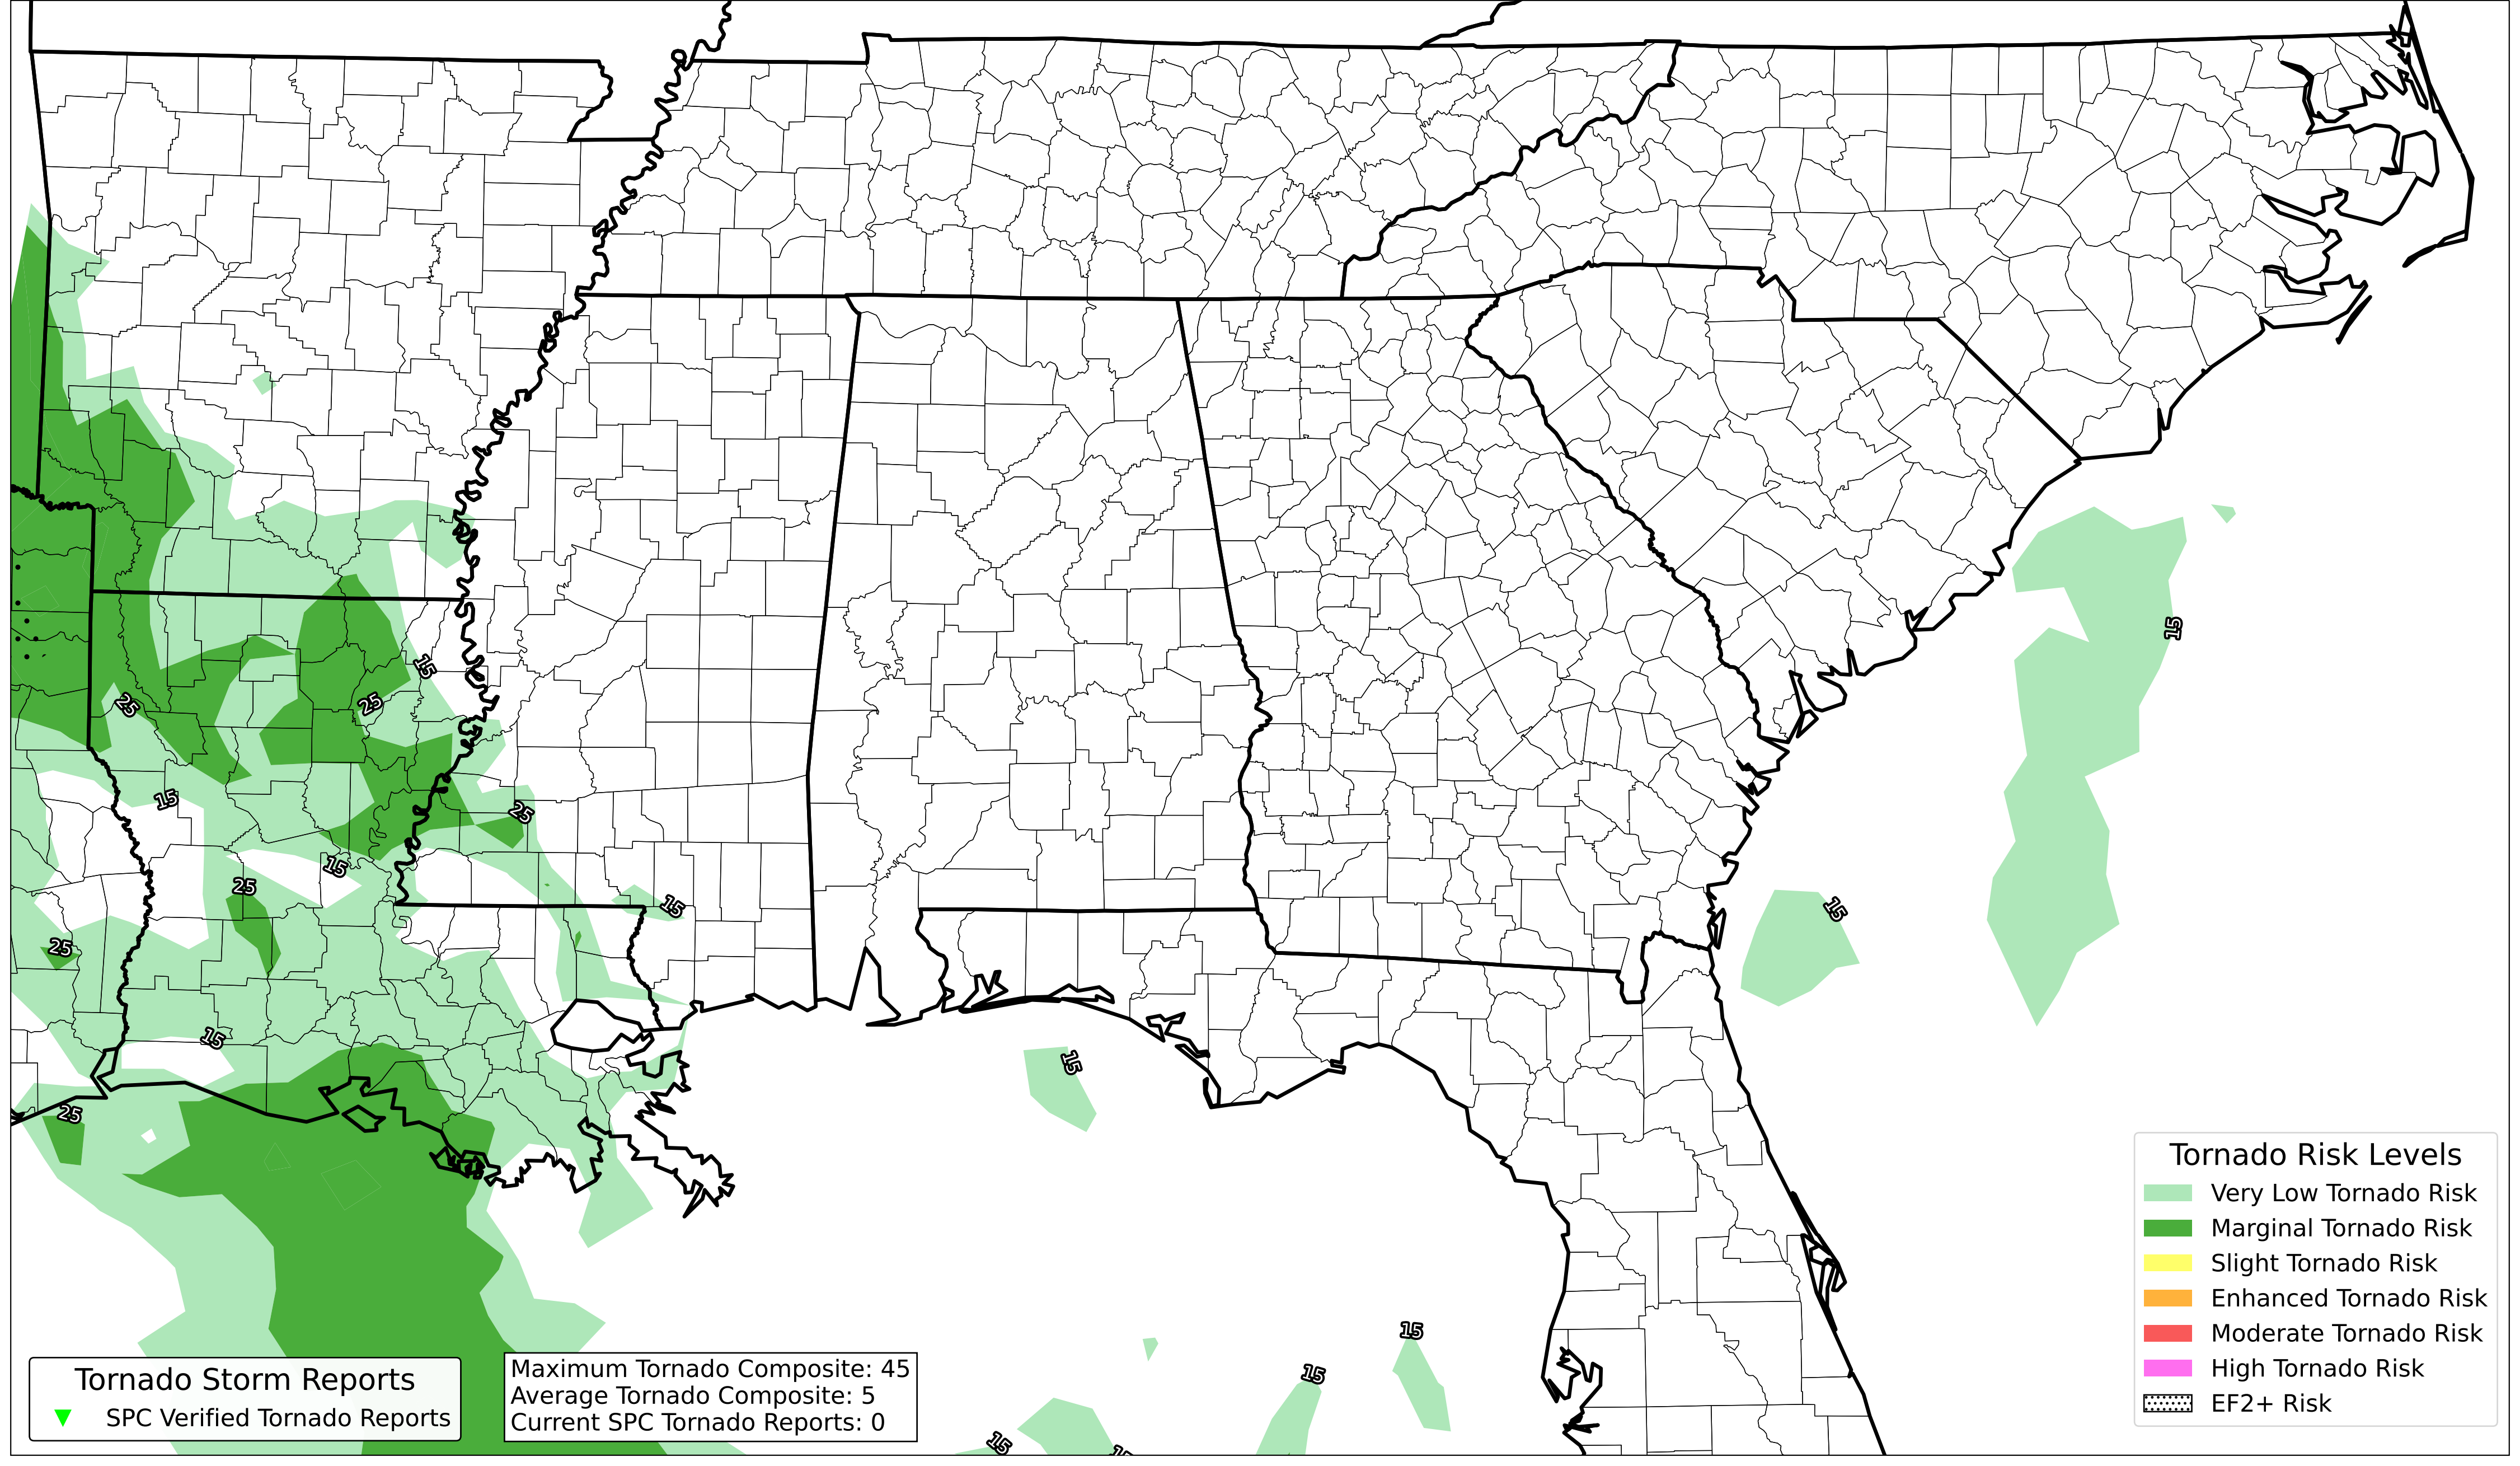 15
15
25
25
15
25
15
25
15
25
15
15
25
15
15
15
15
15
Tornado Risk Levels
Very Low Tornado Risk
Marginal Tornado Risk
Slight Tornado Risk
Enhanced Tornado Risk
Moderate Tornado Risk
High Tornado Risk
EF2+ Risk
Tornado Storm Reports
SPC Verified Tornado Reports
Maximum Tornado Composite: 45
Average Tornado Composite: 5
Current SPC Tornado Reports: 0